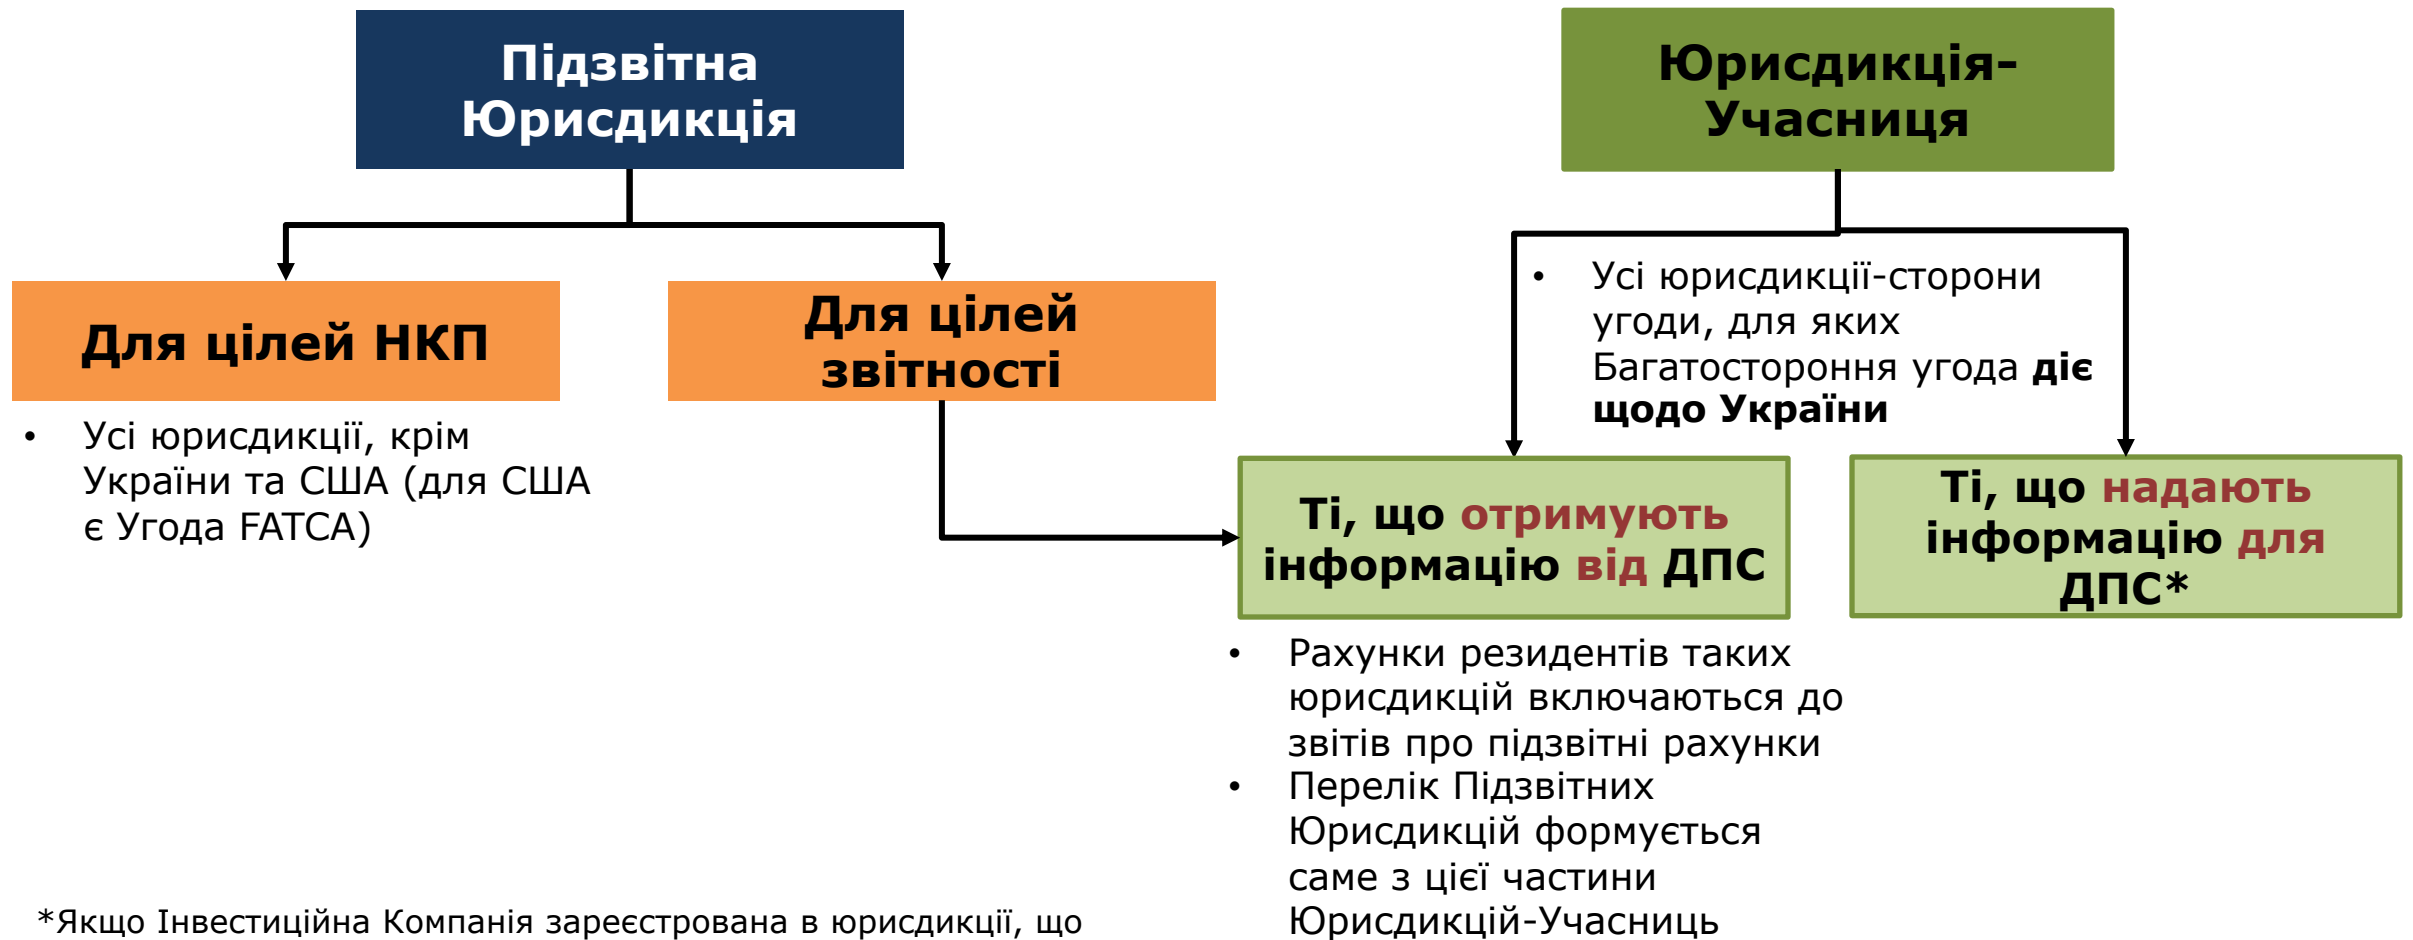 Підзвітна
Юрисдикція
Юрисдикція-
Учасниця
Для цілей НКП
Для цілей
звітності
• Усі юрисдикції-сторони
угоди, для яких
Багатостороння угода діє
щодо України
• Усі юрисдикції, крім
України та США (для США
є Угода FATCA)
Ті, що отримують
інформацію від ДПС
Ті, що надають
інформацію для
ДПС*
• Рахунки резидентів таких
юрисдикцій включаються до
звітів про підзвітні рахунки
• Перелік Підзвітних
Юрисдикцій формується
саме з цієї частини
Юрисдикцій-Учасниць
*Якщо Інвестиційна Компанія зареєстрована в юрисдикції, що